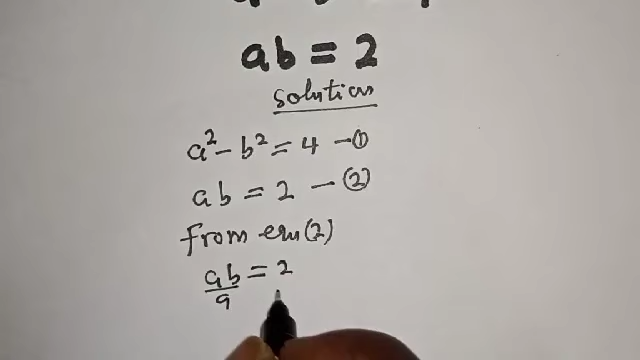 ab = 2
Solution
a² - b² = 4 — ①
ab = 2 — ②
from eqn (2)
ab = 2
a